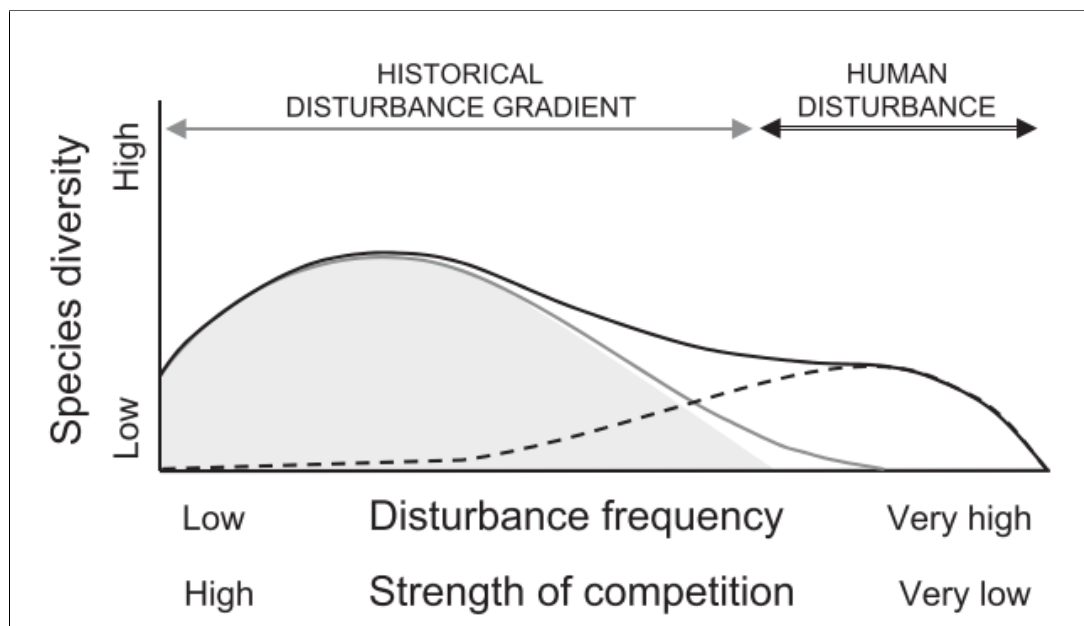 HISTORICAL
DISTURBANCE GRADIENT
HUMAN
DISTURBANCE
Species diversity
High
Low
Low Disturbance frequency Very high
High Strength of competition Very low